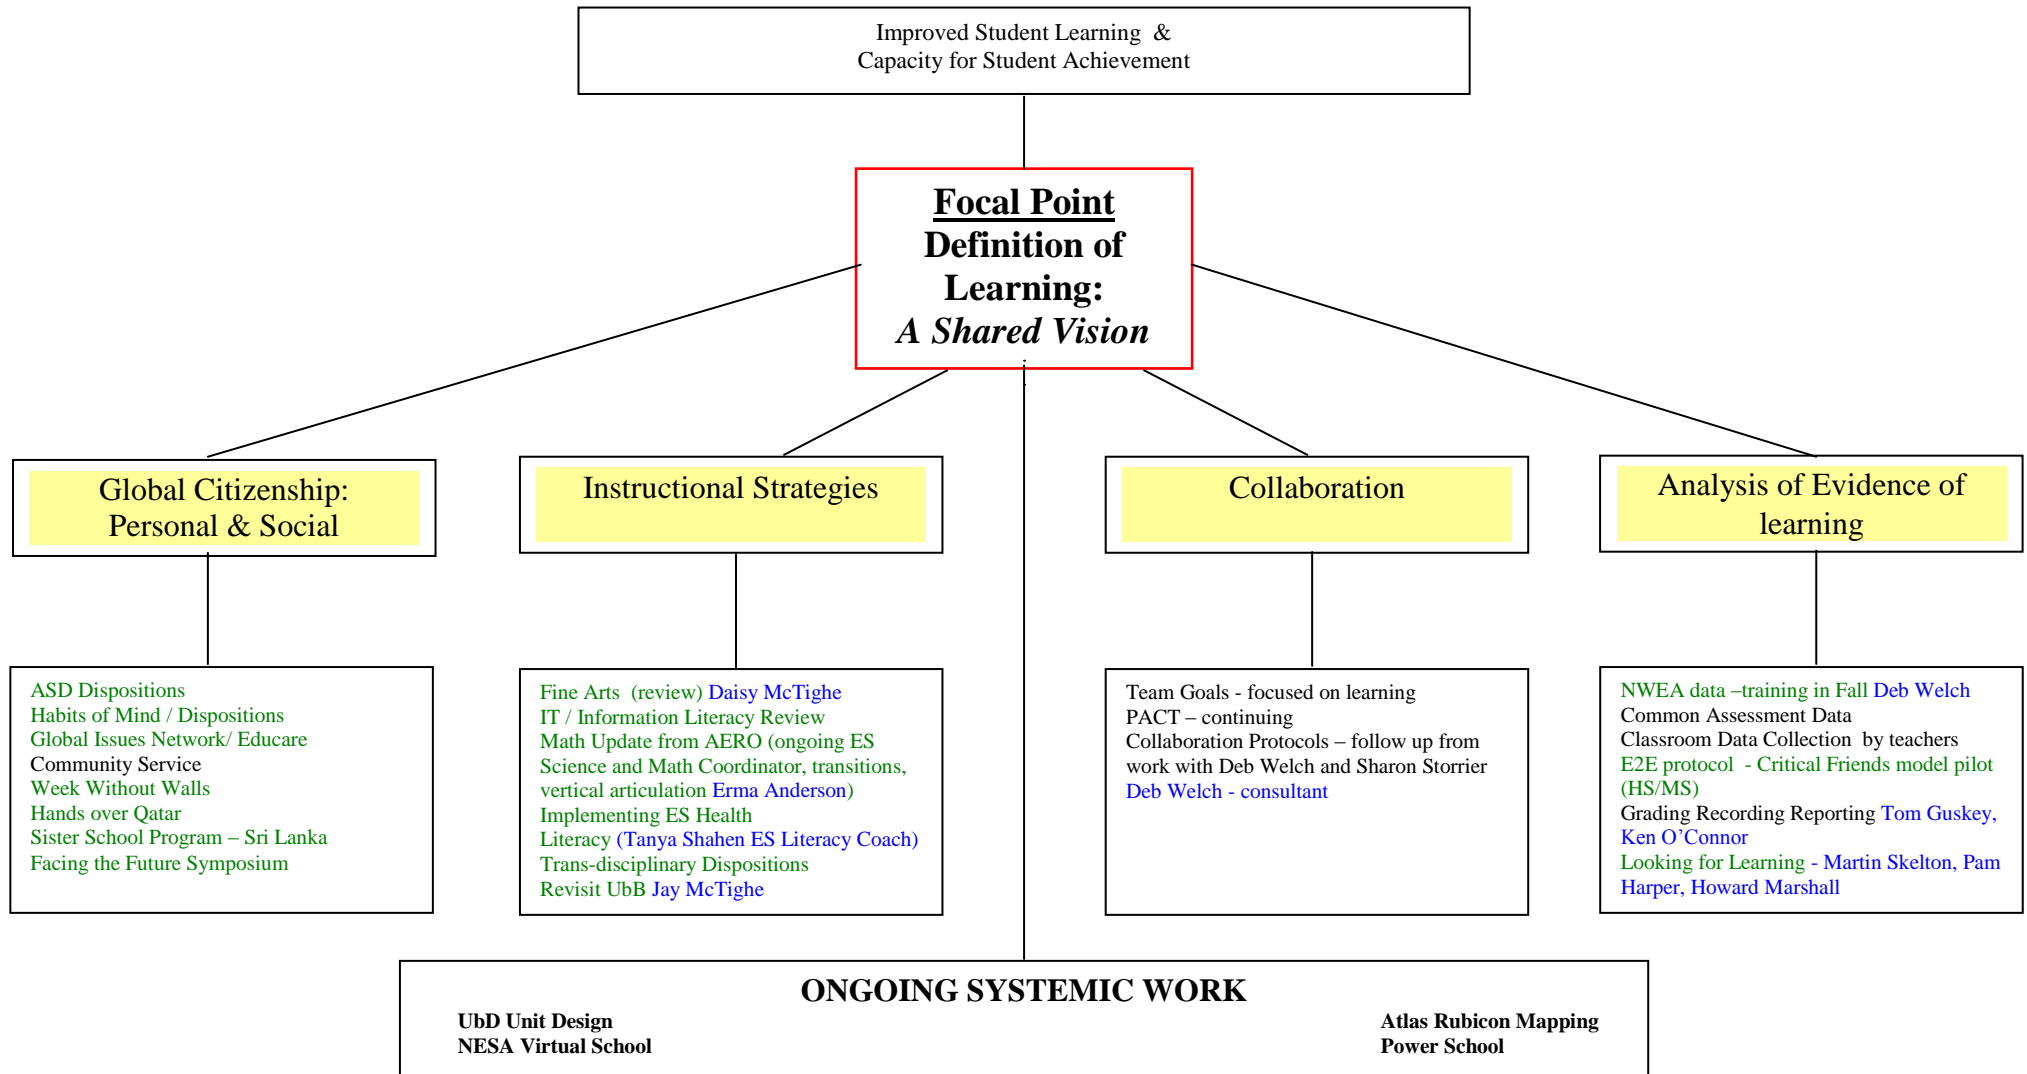 Improved Student Learning &
Capacity for Student Achievement
Focal Point
Definition of
Learning:
A Shared Vision
Global Citizenship:
Personal & Social
Instructional Strategies
Collaboration
Analysis of Evidence of
learning
ASD Dispositions
Habits of Mind / Dispositions
Global Issues Network/ Educare
Community Service
Week Without Walls
Hands over Qatar
Sister School Program – Sri Lanka
Facing the Future Symposium
Fine Arts (review) Daisy McTighe
IT / Information Literacy Review
Math Update from AERO (ongoing ES
Science and Math Coordinator, transitions,
vertical articulation Erma Anderson)
Implementing ES Health
Literacy (Tanya Shahen ES Literacy Coach)
Trans-disciplinary Dispositions
Revisit UbB Jay McTighe
Team Goals - focused on learning
PACT – continuing
Collaboration Protocols – follow up from
work with Deb Welch and Sharon Storrier
Deb Welch - consultant
NWEA data –training in Fall Deb Welch
Common Assessment Data
Classroom Data Collection by teachers
E2E protocol - Critical Friends model pilot
(HS/MS)
Grading Recording Reporting Tom Guskey,
Ken O’Connor
Looking for Learning - Martin Skelton, Pam
Harper, Howard Marshall
ONGOING SYSTEMIC WORK
UbD Unit Design
NESA Virtual School
Atlas Rubicon Mapping
Power School